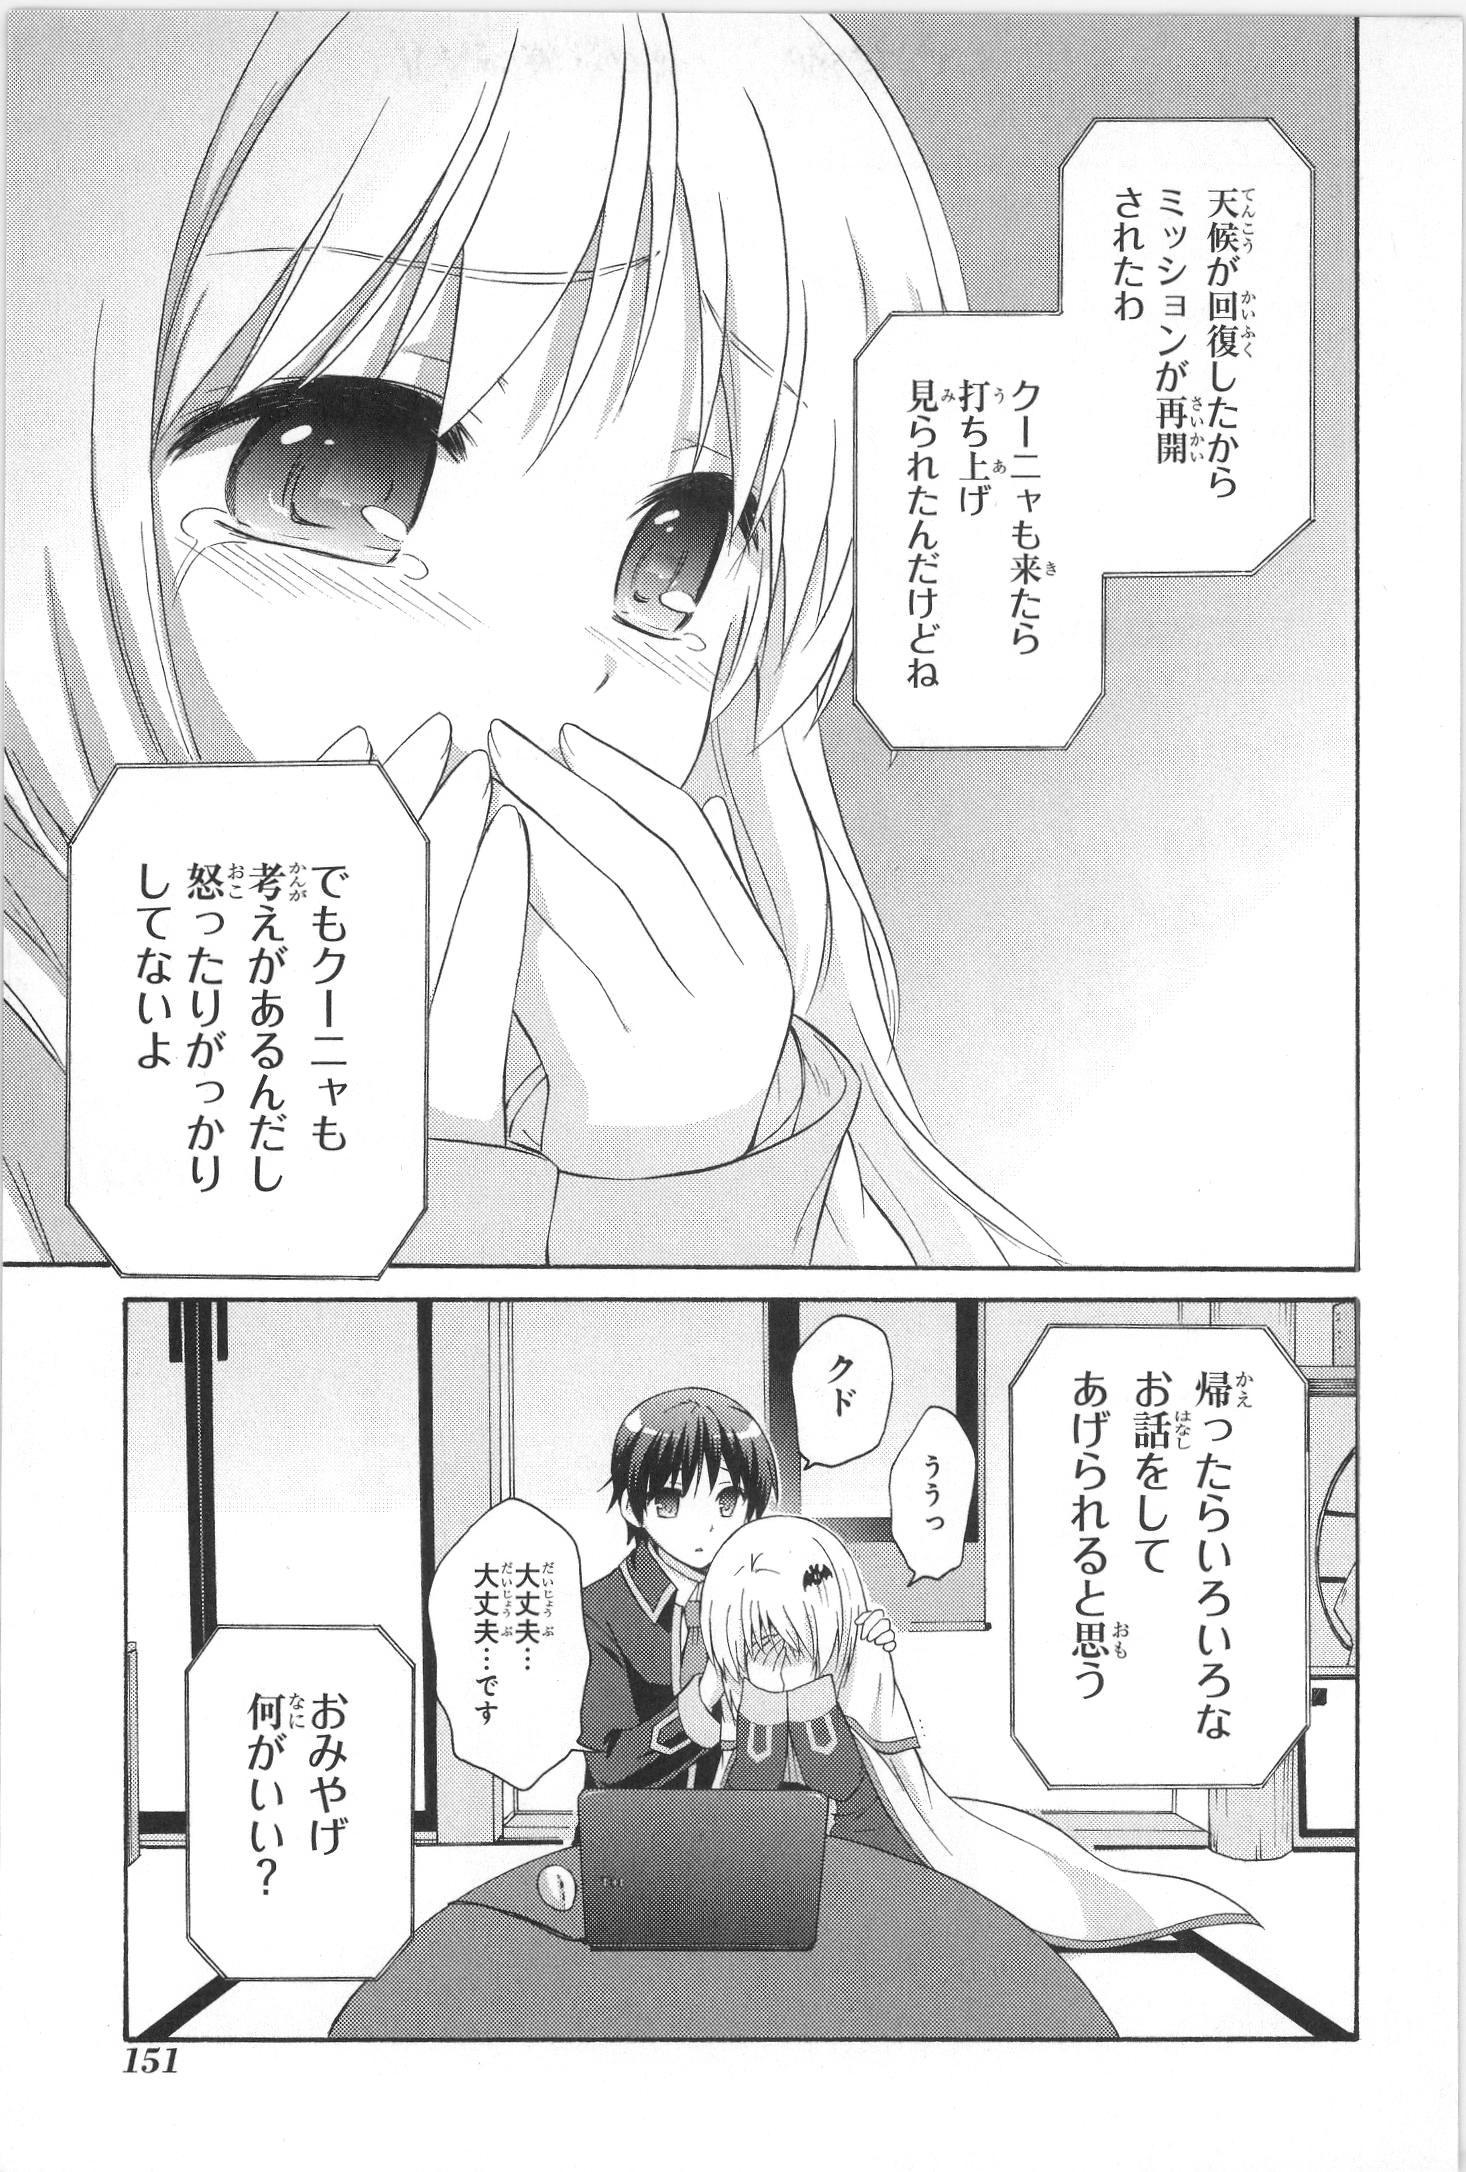 天候が回復したから
ミッションが再開
されたわ
クーニャも来たら
打ち上げ
見られたんだけどね
でもクーニャも
考えがあるんだし
怒ったりがっかり
してないよ
帰ったらいろいろな
お話をして
あげられると思う
ううっ
クド
大丈夫…
大丈夫…です
おみやげ
何がいい？
151